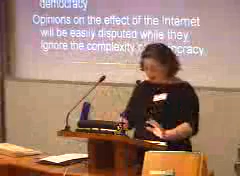 democracy
Opinions on the effect of the Internet
will be easily disputed while they
ignore the complexity of democracy